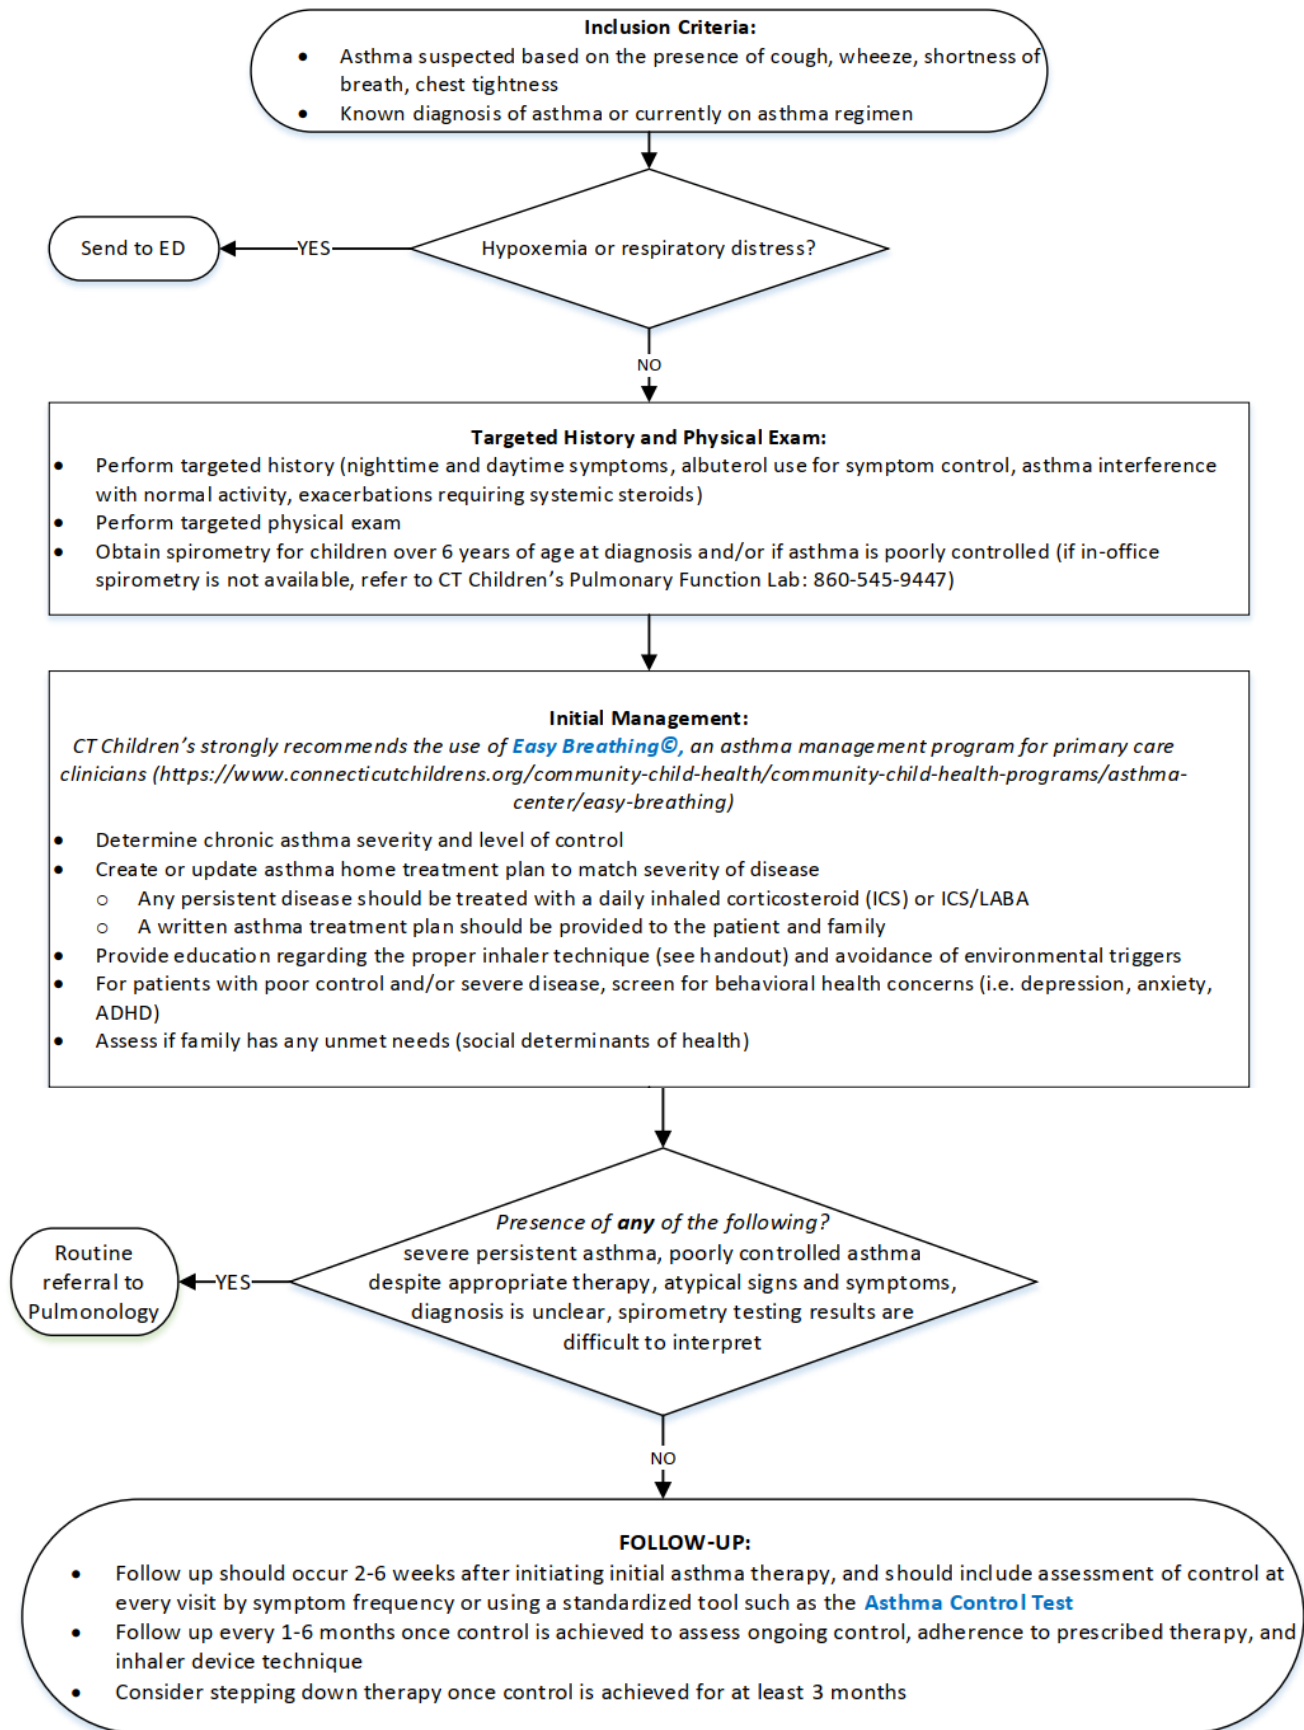 Inclusion Criteria:
• Asthma suspected based on the presence of cough, wheeze, shortness of
breath, chest tightness
• Known diagnosis of asthma or currently on asthma regimen
Send to ED
YES
Hypoxemia or respiratory distress?
NO
Targeted History and Physical Exam:
• Perform targeted history (nighttime and daytime symptoms, albuterol use for symptom control, asthma interference
with normal activity, exacerbations requiring systemic steroids)
• Perform targeted physical exam
• Obtain spirometry for children over 6 years of age at diagnosis and/or if asthma is poorly controlled (if in-office
spirometry is not available, refer to CT Children’s Pulmonary Function Lab: 860-545-9447)
Initial Management:
CT Children’s strongly recommends the use of Easy Breathing©, an asthma management program for primary care
clinicians (https://www.connecticutchildrens.org/community-child-health/community-child-health-programs/asthma-
center/easy-breathing)
• Determine chronic asthma severity and level of control
• Create or update asthma home treatment plan to match severity of disease
o Any persistent disease should be treated with a daily inhaled corticosteroid (ICS) or ICS/LABA
o A written asthma treatment plan should be provided to the patient and family
• Provide education regarding the proper inhaler technique (see handout) and avoidance of environmental triggers
• For patients with poor control and/or severe disease, screen for behavioral health concerns (i.e. depression, anxiety,
ADHD)
• Assess if family has any unmet needs (social determinants of health)
Presence of any of the following?
severe persistent asthma, poorly controlled asthma
despite appropriate therapy, atypical signs and symptoms,
diagnosis is unclear, spirometry testing results are
difficult to interpret
YES
Routine
referral to
Pulmonology
NO
FOLLOW-UP:
• Follow up should occur 2-6 weeks after initiating initial asthma therapy, and should include assessment of control at
every visit by symptom frequency or using a standardized tool such as the Asthma Control Test
• Follow up every 1-6 months once control is achieved to assess ongoing control, adherence to prescribed therapy, and
inhaler device technique
• Consider stepping down therapy once control is achieved for at least 3 months